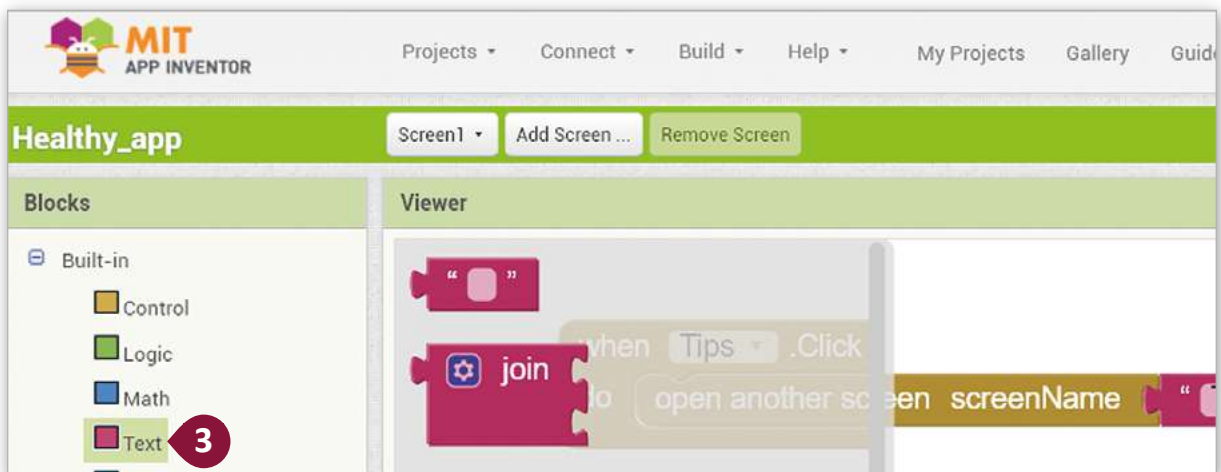 MIT
APP INVENTOR
Projects Connect Build Help My Projects Gallery
Healthy_app Screen1 Add Screen ... Remove Screen
Blocks Viewer
Built-in
Control
Logic
Math
Text 3
“ ”
join
when Tips .Click
do open another screen screenName “